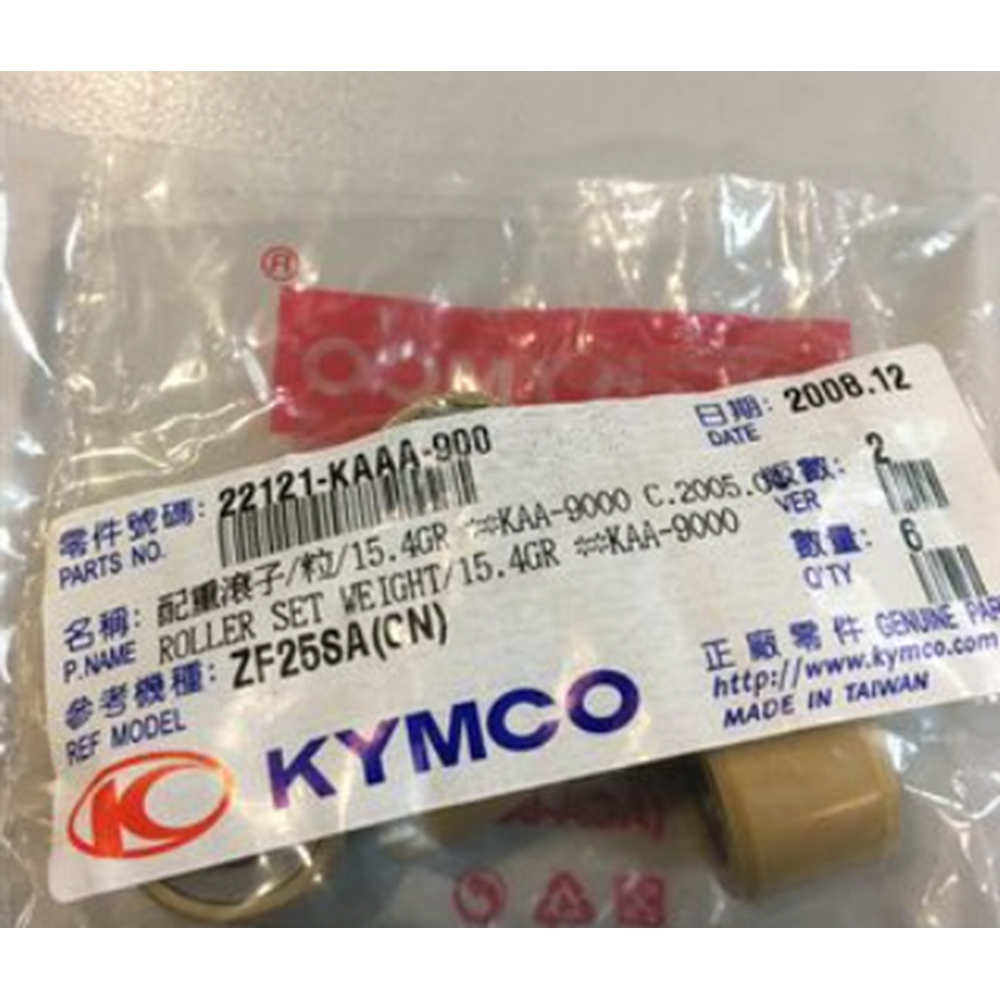 ®
KYMCO
日期: 2008.12
DATE
零件號碼: 22121-KAAA-900
PARTS NO.
版數: 2
VER
名稱: 配重滾子/粒/15.4GR **KAA-9000 C.2005.0
P.NAME ROLLER SET WEIGHT/15.4GR **KAA-9000
數量: 6
Q'TY
參考機種: ZF25SA(CN)
REF MODEL
正廠零件 GENUINE PAR
http://www.kymco.com
MADE IN TAIWAN
KYMCO